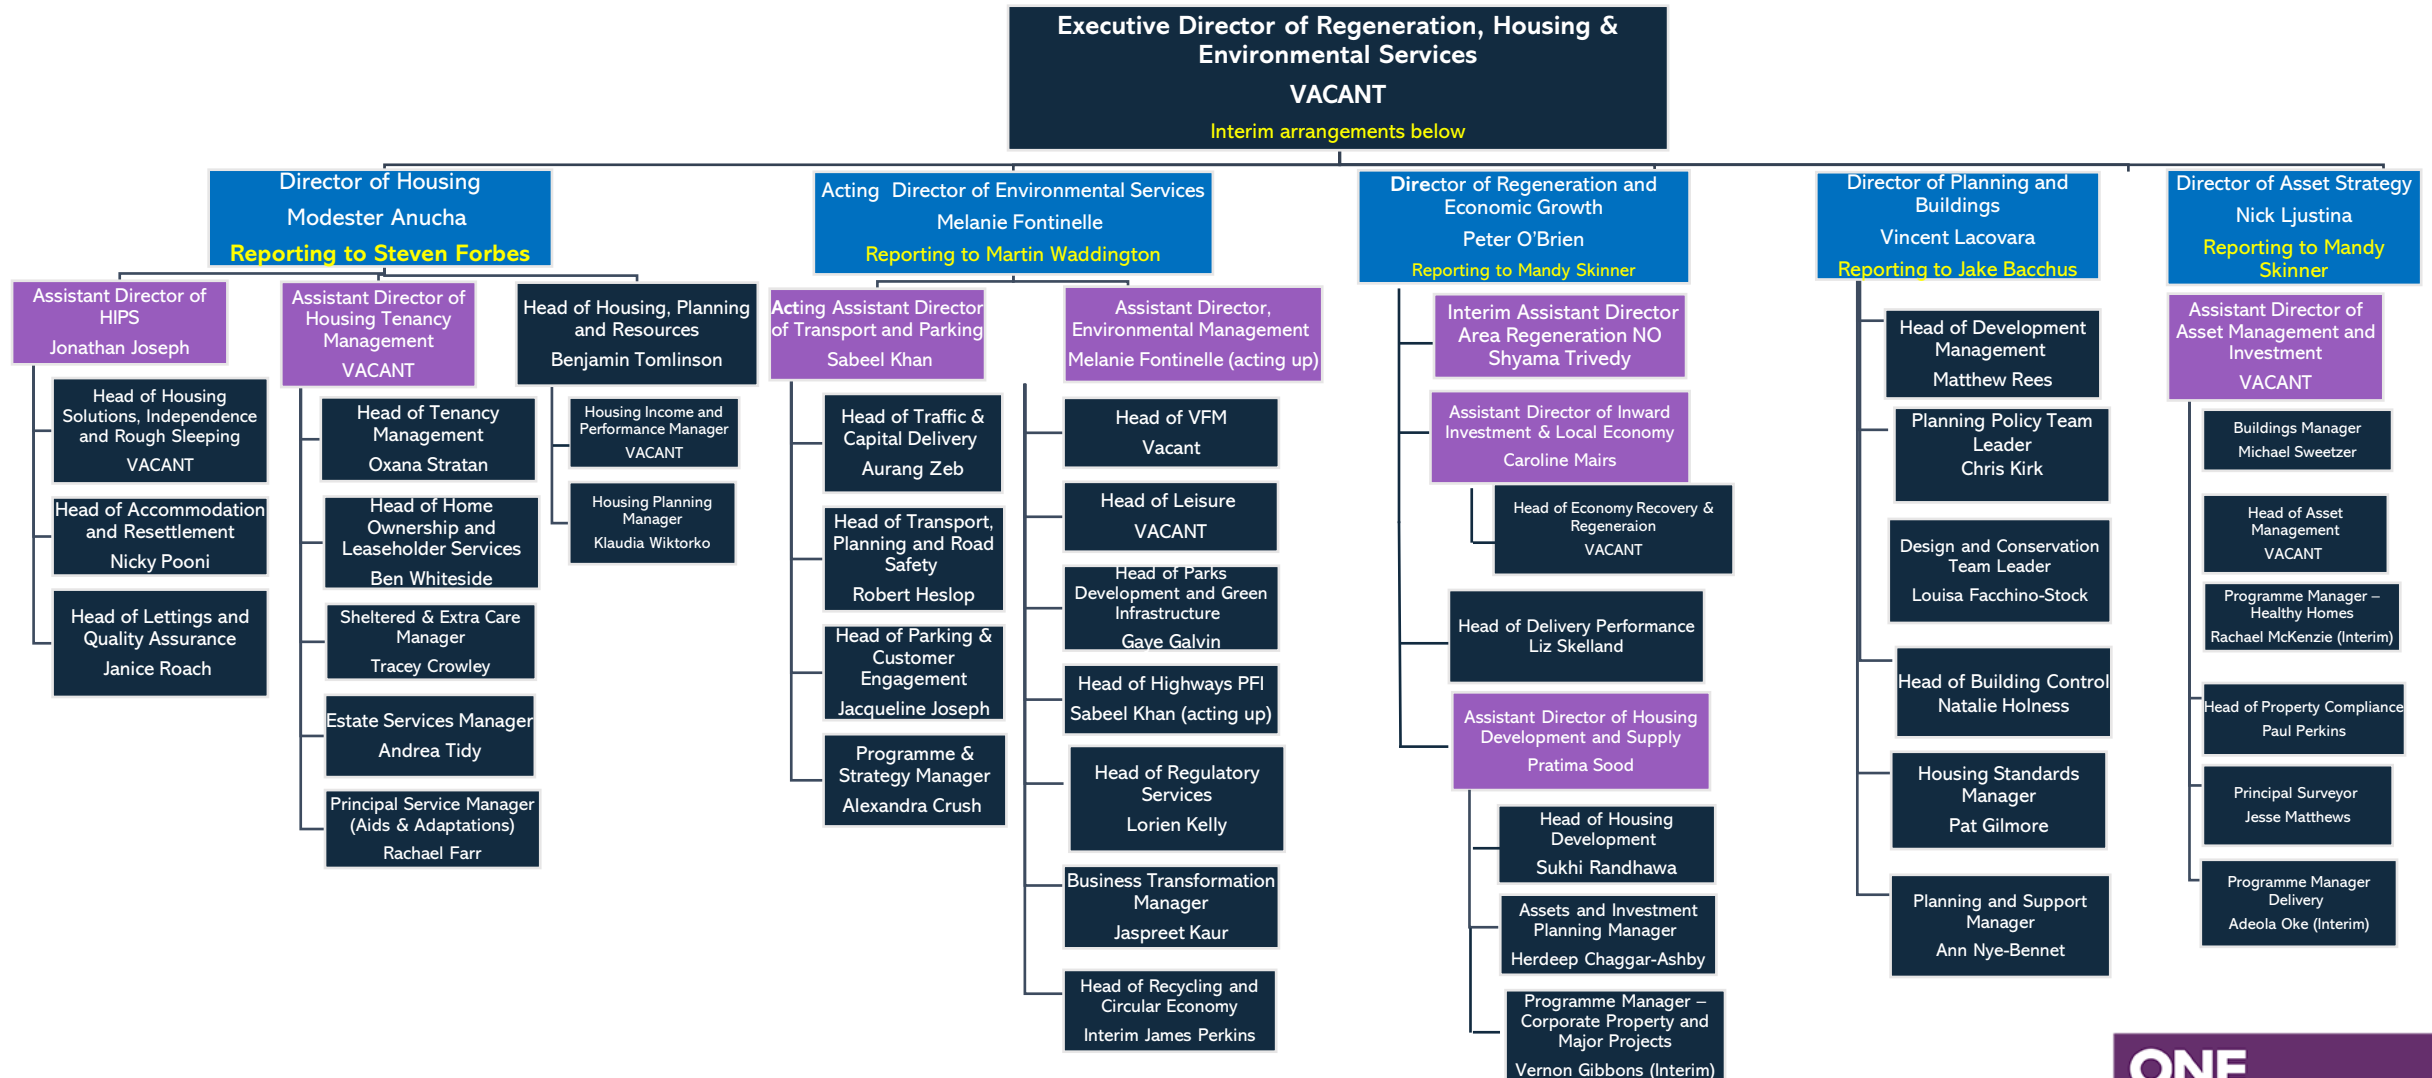 Executive Director of Regeneration, Housing &
Environmental Services
VACANT
Interim arrangements below
Director of Housing
Modester Anucha
Reporting to Steven Forbes
Acting  Director of Environmental Services
Melanie Fontinelle
Reporting to Martin Waddington
Director of Regeneration and
Economic Growth
Peter O'Brien
Reporting to Mandy Skinner
Director of Planning and
Buildings
Vincent Lacovara
Reporting to Jake Bacchus
Director of Asset Strategy
Nick Ljustina
Reporting to Mandy
Skinner
Assistant Director of
HIPS
Jonathan Joseph
Head of Housing
Solutions, Independence
and Rough Sleeping
VACANT
Head of Accommodation
and Resettlement
Nicky Pooni
Head of Lettings and
Quality Assurance
Janice Roach
Assistant Director of
Housing Tenancy
Management
VACANT
Head of Tenancy
Management
Oxana Stratan
Head of Home
Ownership and
Leaseholder Services
Ben Whiteside
Sheltered & Extra Care
Manager
Tracey Crowley
Estate Services Manager
Andrea Tidy
Principal Service Manager
(Aids & Adaptations)
Rachael Farr
Head of Housing, Planning
and Resources
Benjamin Tomlinson
Housing Income and
Performance Manager
VACANT
Housing Planning
Manager
Klaudia Wiktorko
Acting Assistant Director
of Transport and Parking
Sabeel Khan
Head of Traffic &
Capital Delivery
Aurang Zeb
Head of Transport,
Planning and Road
Safety
Robert Heslop
Head of Parking &
Customer
Engagement
Jacqueline Joseph
Programme &
Strategy Manager
Alexandra Crush
Assistant Director,
Environmental Management
Melanie Fontinelle (acting up)
Head of VFM
Vacant
Head of Leisure
VACANT
Head of Parks
Development and Green
Infrastructure
Gaye Galvin
Head of Highways PFI
Sabeel Khan (acting up)
Head of Regulatory
Services
Lorien Kelly
Business Transformation
Manager
Jaspreet Kaur
Head of Recycling and
Circular Economy
Interim James Perkins
Interim Assistant Director
Area Regeneration NO
Shyama Trivedy
Assistant Director of Inward
Investment & Local Economy
Caroline Mairs
Head of Economy Recovery &
Regeneraion
VACANT
Head of Delivery Performance
Liz Skelland
Assistant Director of Housing
Development and Supply
Pratima Sood
Head of Housing
Development
Sukhi Randhawa
Assets and Investment
Planning Manager
Herdeep Chaggar-Ashby
Programme Manager –
Corporate Property and
Major Projects
Vernon Gibbons (Interim)
Head of Development
Management
Matthew Rees
Planning Policy Team
Leader
Chris Kirk
Design and Conservation
Team Leader
Louisa Facchino-Stock
Head of Building Control
Natalie Holness
Housing Standards
Manager
Pat Gilmore
Planning and Support
Manager
Ann Nye-Bennet
Assistant Director of
Asset Management and
Investment
VACANT
Buildings Manager
Michael Sweetzer
Head of Asset
Management
VACANT
Programme Manager –
Healthy Homes
Rachael McKenzie (Interim)
Head of Property Compliance
Paul Perkins
Principal Surveyor
Jesse Matthews
Programme Manager
Delivery
Adeola Oke (Interim)
ONE